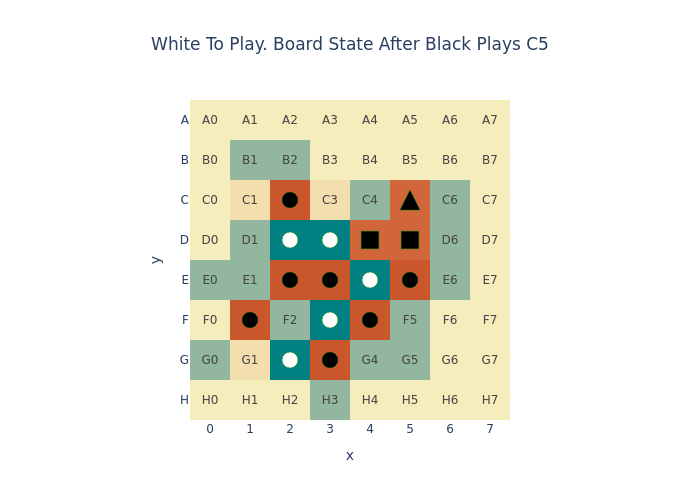 White To Play. Board State After Black Plays C5
A A0 A1 A2 A3 A4 A5 A6 A7
B B0 B1 B2 B3 B4 B5 B6 B7
C C0 C1 C3 C4 C6 C7
D D0 D1 D6 D7
y
E E0 E1 E6 E7
F F0 F2 F5 F6 F7
G G0 G1 G4 G5 G6 G7
H H0 H1 H2 H3 H4 H5 H6 H7
0 1 2 3 4 5 6 7
x